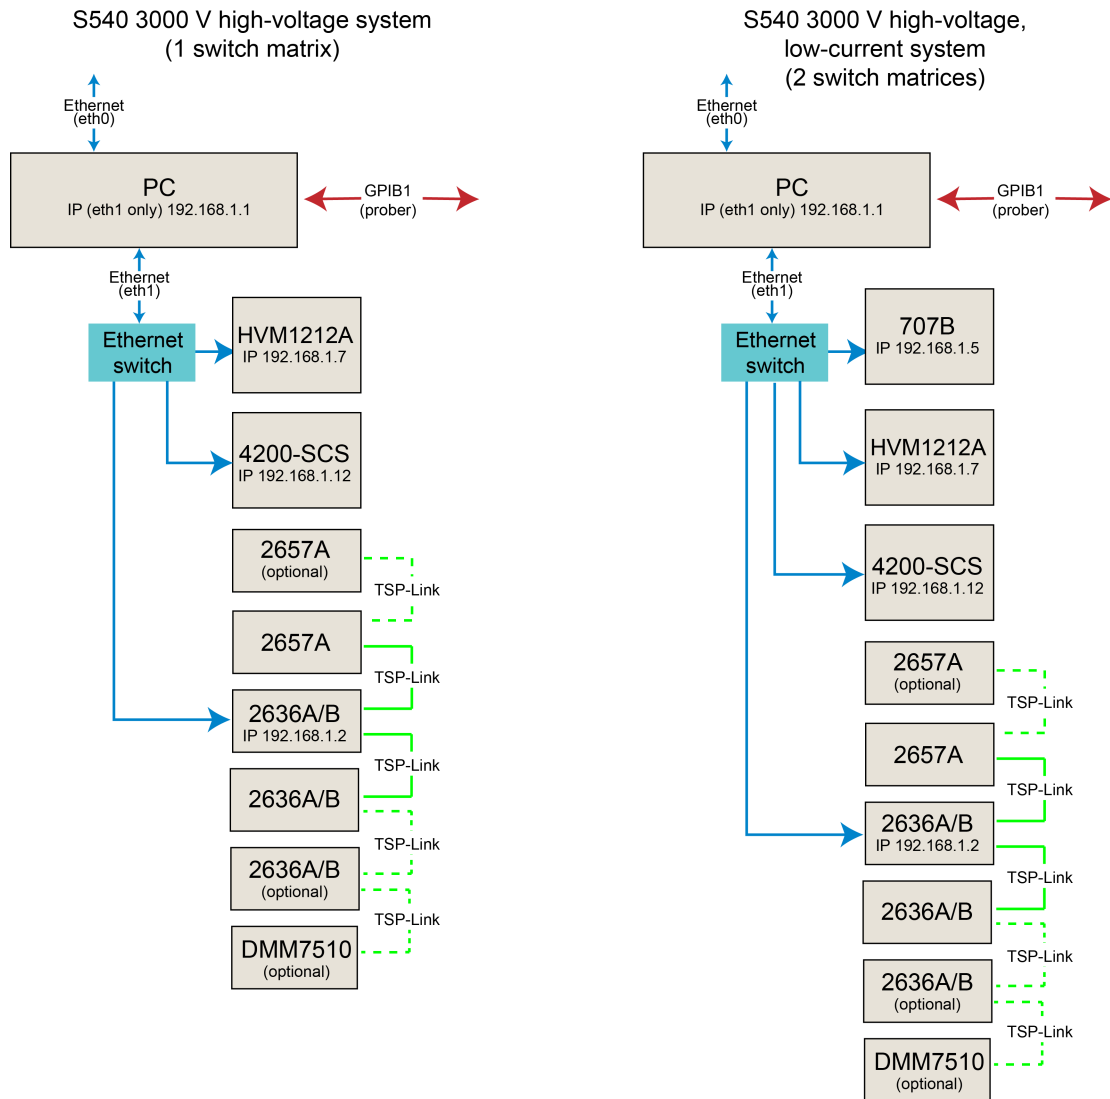 S540 3000 V high-voltage system
(1 switch matrix)
Ethernet
(eth0)
PC
IP (eth1 only) 192.168.1.1
GPIB1
(prober)
Ethernet
(eth1)
Ethernet
switch
HVM1212A
IP 192.168.1.7
4200-SCS
IP 192.168.1.12
2657A
(optional)
TSP-Link
2657A
TSP-Link
2636A/B
IP 192.168.1.2
TSP-Link
2636A/B
TSP-Link
2636A/B
(optional)
TSP-Link
DMM7510
(optional)
S540 3000 V high-voltage,
low-current system
(2 switch matrices)
Ethernet
(eth0)
PC
IP (eth1 only) 192.168.1.1
GPIB1
(prober)
Ethernet
(eth1)
Ethernet
switch
707B
IP 192.168.1.5
HVM1212A
IP 192.168.1.7
4200-SCS
IP 192.168.1.12
2657A
(optional)
TSP-Link
2657A
TSP-Link
2636A/B
IP 192.168.1.2
TSP-Link
2636A/B
TSP-Link
2636A/B
(optional)
TSP-Link
DMM7510
(optional)